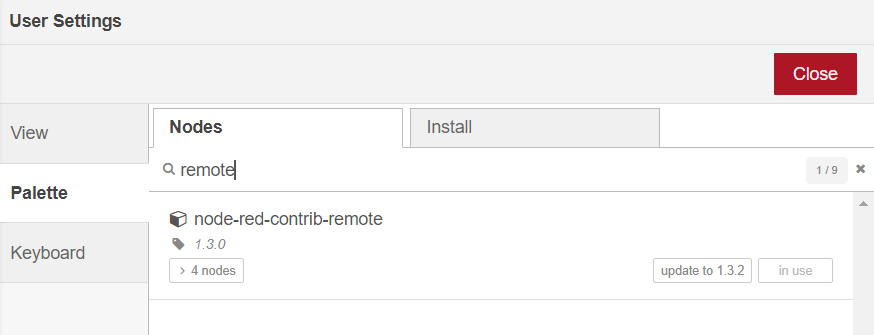 User Settings
Close
View
Palette
Keyboard
Nodes
Install
remote
1 / 9
node-red-contrib-remote
1.3.0
4 nodes
update to 1.3.2
in use